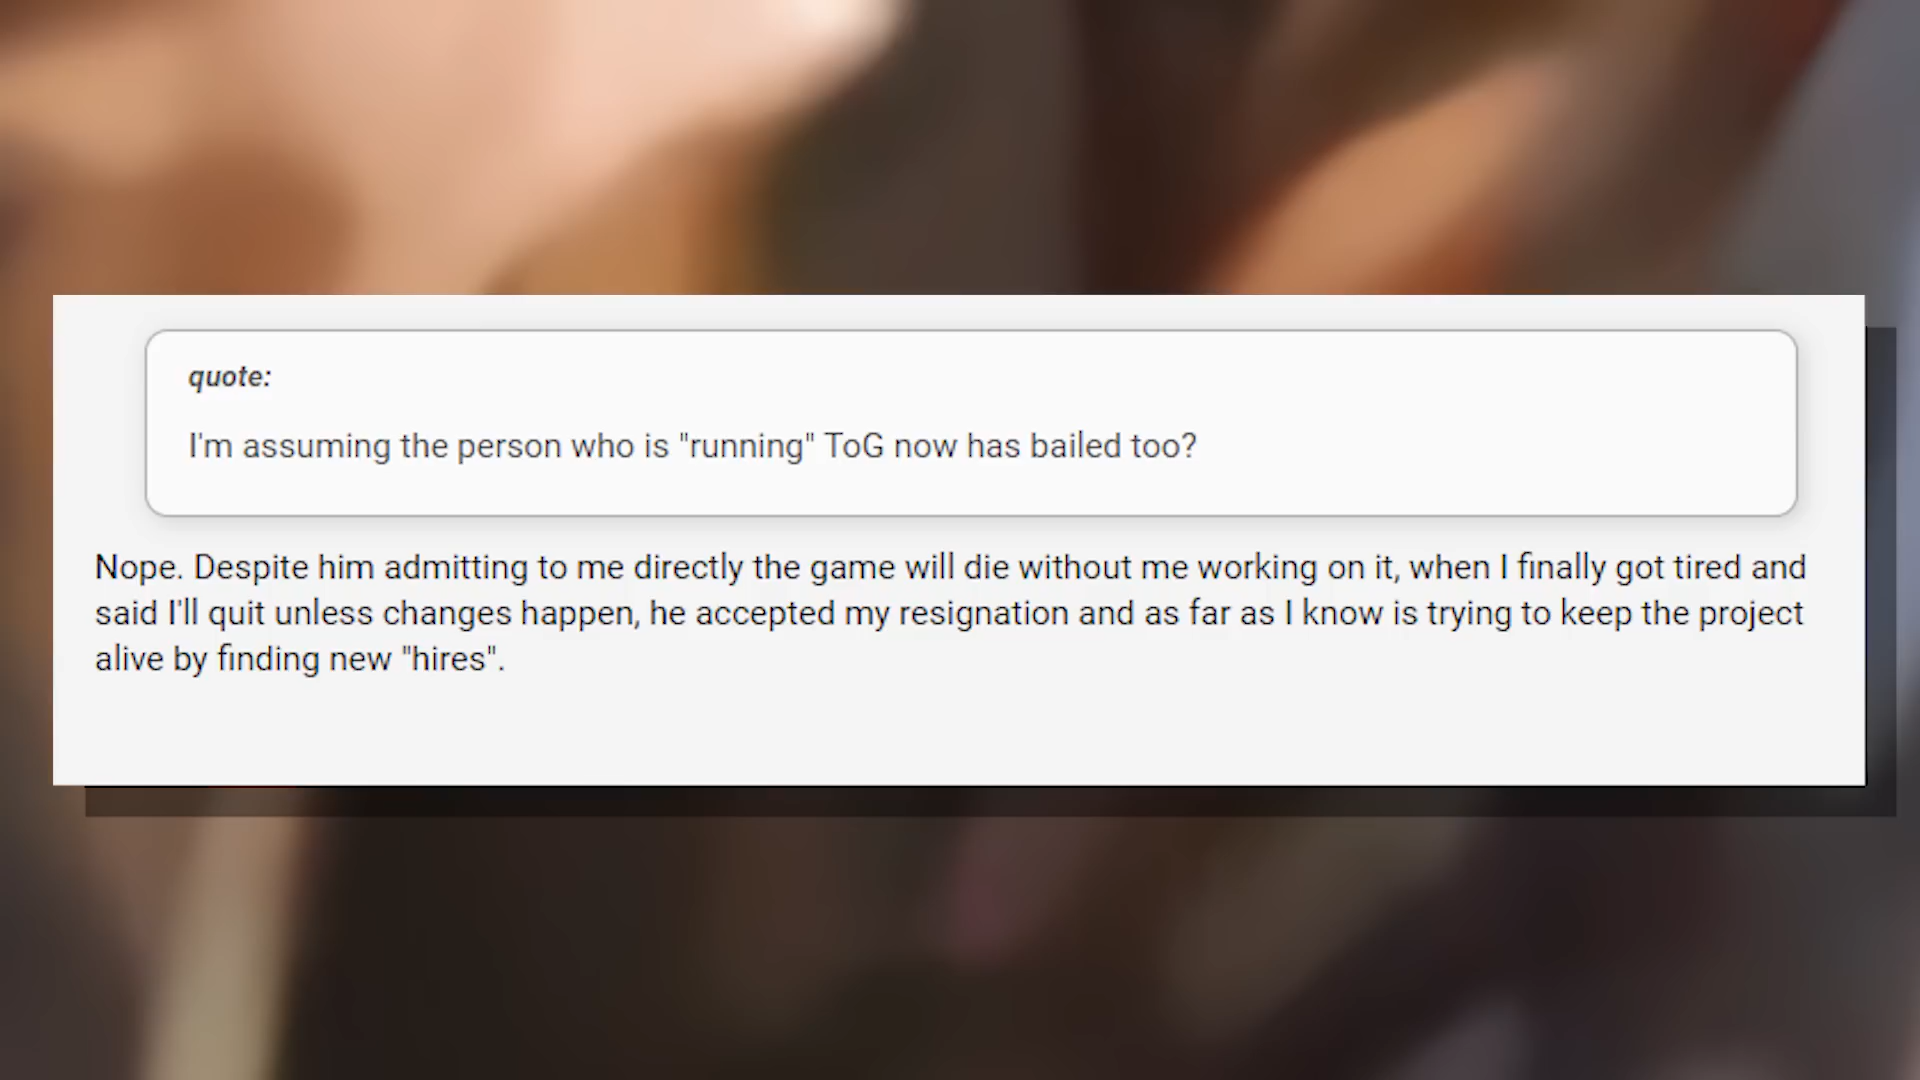 quote:
I'm assuming the person who is "running" ToG now has bailed too?
Nope. Despite him admitting to me directly the game will die without me working on it, when I finally got tired and
said I'll quit unless changes happen, he accepted my resignation and as far as I know is trying to keep the project
alive by finding new "hires".